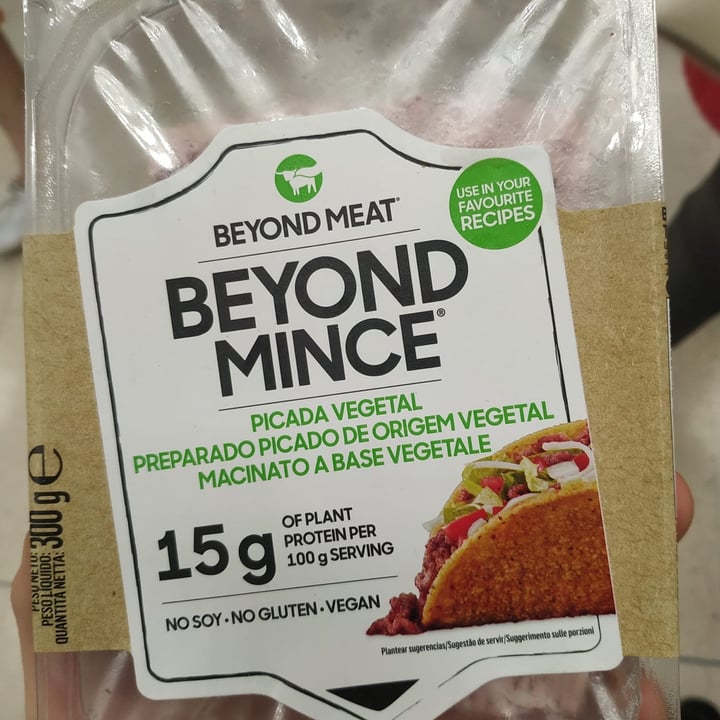 BEYOND MEAT®
USE IN YOUR
FAVOURITE
RECIPES
BEYOND
MINCE®
PICADA VEGETAL
PREPARADO PICADO DE ORIGEM VEGETAL
MACINATO A BASE VEGETALE
15g
OF PLANT
PROTEIN PER
100 g SERVING
NO SOY • NO GLUTEN • VEGAN
Plantear sugerencias/Sugestão de servir/Suggerimento sulle porzioni
PESO NETO:
PESO LÍQUIDO:
QUANTITÀ NETTA:
300 g e